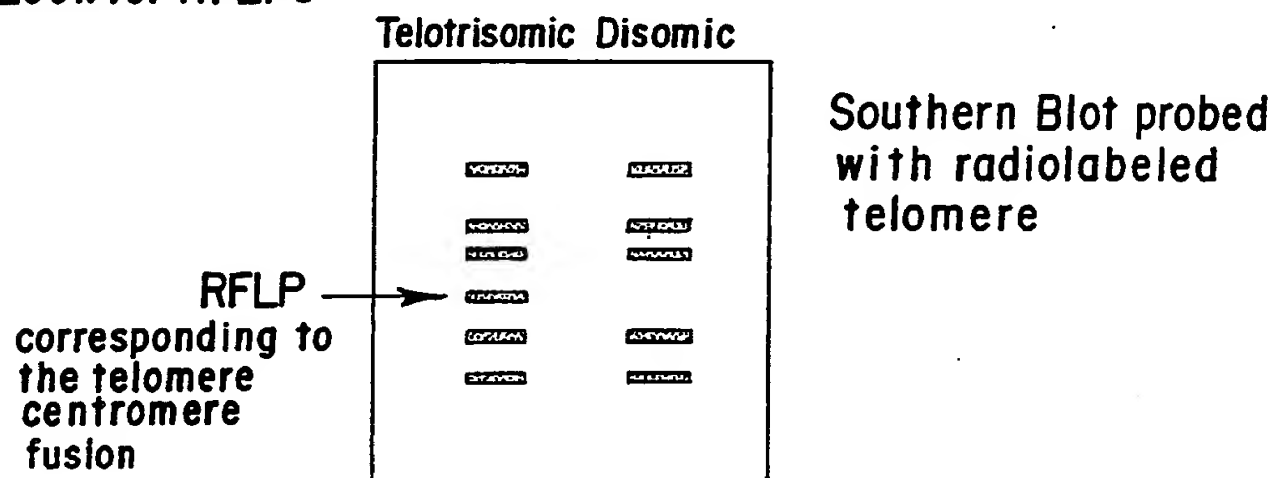 Telotrisomic Disomic
Southern Blot probed
with radiolabeled
telomere
RFLP
corresponding to
the telomere
centromere
fusion